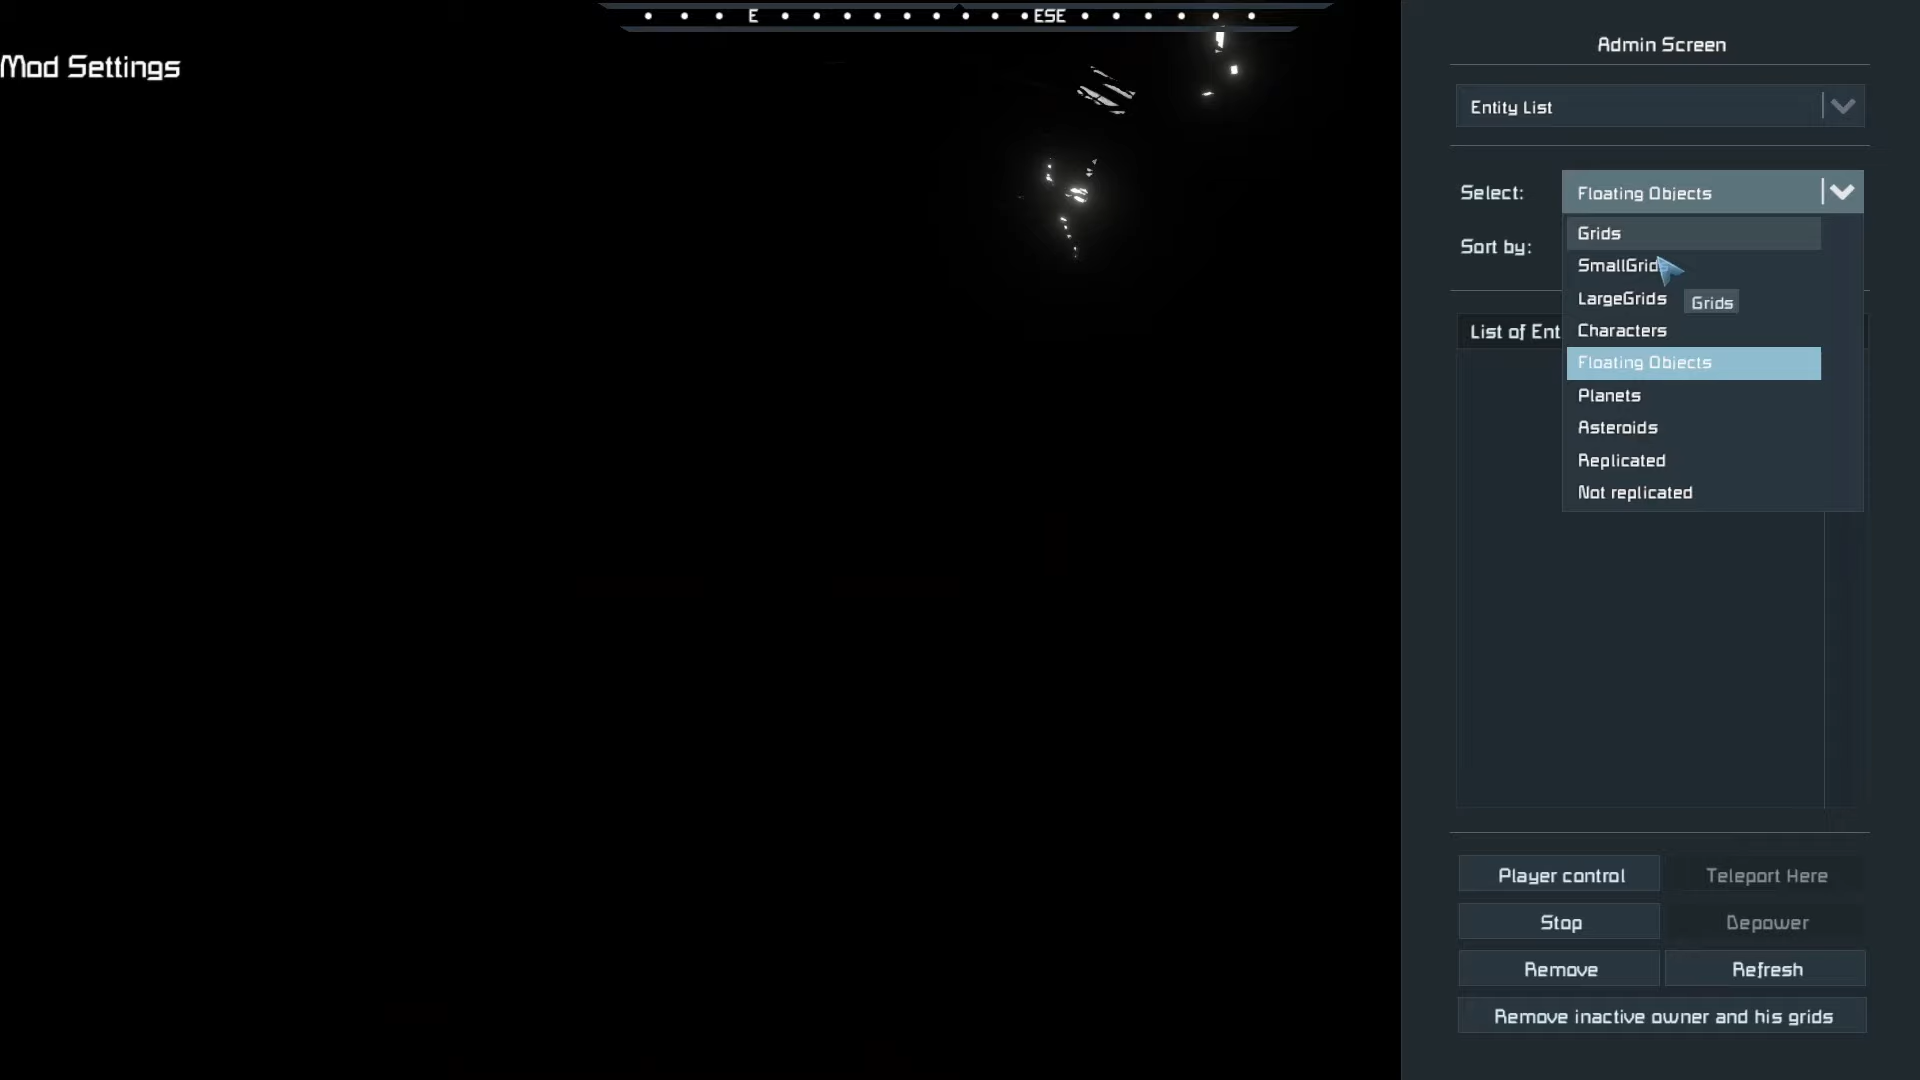 E ESE
Mod Settings
Admin Screen
Entity List
Select: Floating Objects
Grids
Sort by:
SmallGrids
LargeGrids
Grids
List of Ent
Characters
Floating Objects
Planets
Asteroids
Replicated
Not replicated
Player control Teleport Here
Stop Depower
Remove Refresh
Remove inactive owner and his grids